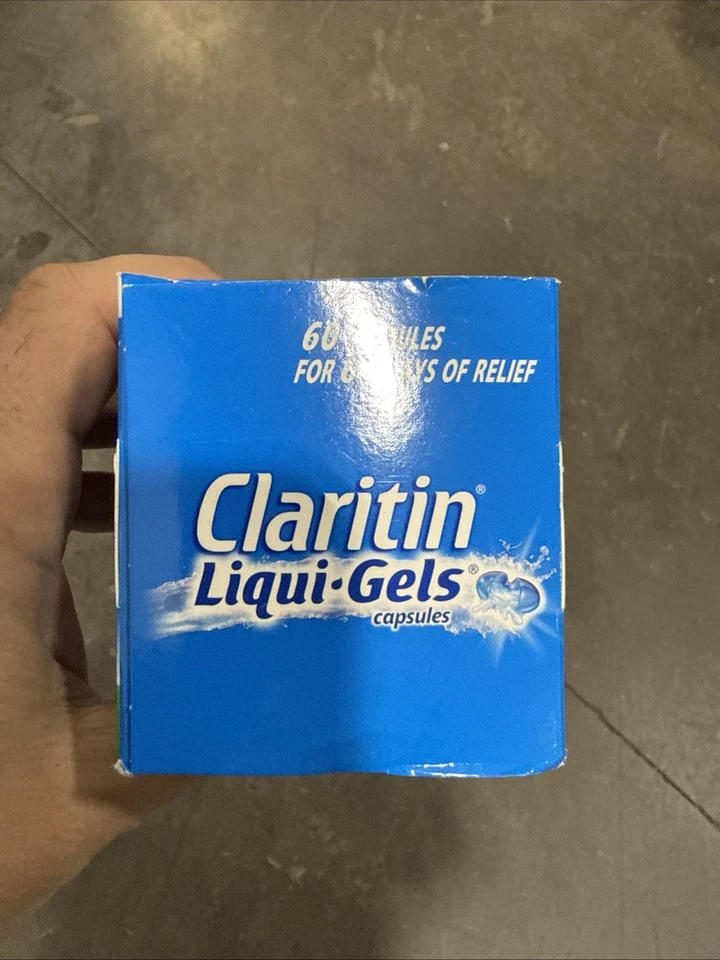 60
FOR OF RELIEF
Claritin®
Liqui•Gels®
capsules